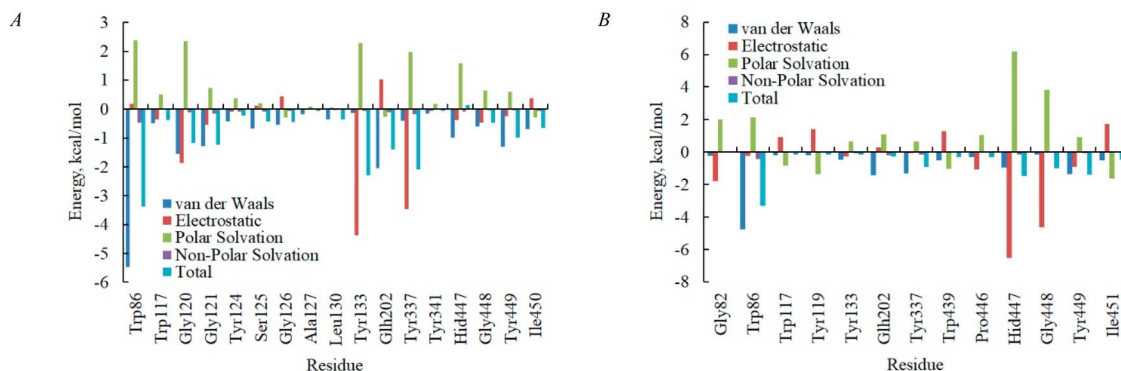 A
3
2
1
0
-1
-2
-3
-4
-5
-6
Energy, kcal/mol
van der Waals
Electrostatic
Polar Solvation
Non-Polar Solvation
Total
Trp86
Trp117
Gly120
Gly121
Tyr124
Ser125
Gly126
Ala127
Leu130
Tyr133
Glh202
Tyr337
Tyr341
Hid447
Gly448
Tyr449
Ile450
Residue
B
8
6
4
2
0
-2
-4
-6
-8
Energy, kcal/mol
van der Waals
Electrostatic
Polar Solvation
Non-Polar Solvation
Total
Gly82
Trp86
Trp117
Tyr119
Tyr133
Glh202
Tyr337
Trp439
Pro446
Hid447
Gly448
Tyr449
Ile451
Residue